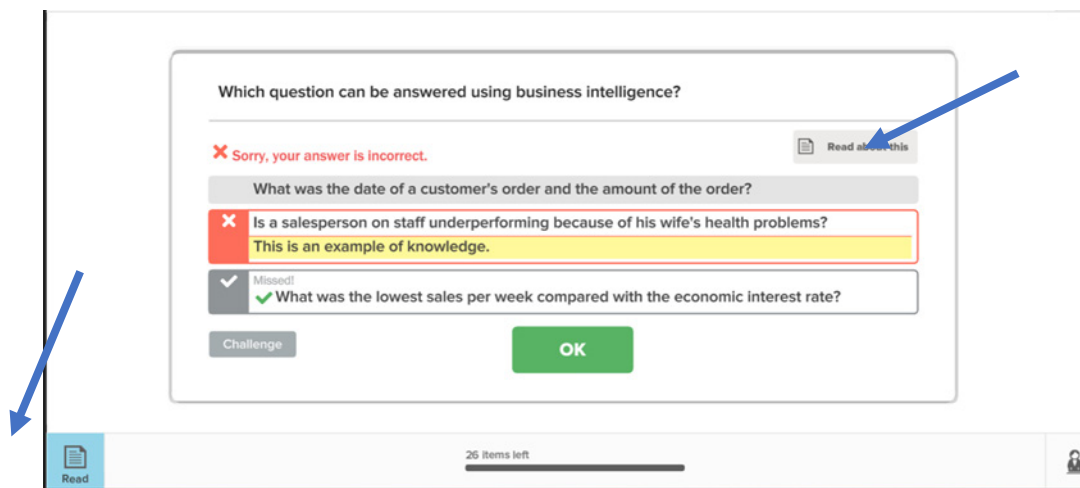 Which question can be answered using business intelligence?
Sorry, your answer is incorrect.
Read about this
What was the date of a customer's order and the amount of the order?
Is a salesperson on staff underperforming because of his wife's health problems?
This is an example of knowledge.
Missed!
What was the lowest sales per week compared with the economic interest rate?
Challenge
OK
26 items left
Read